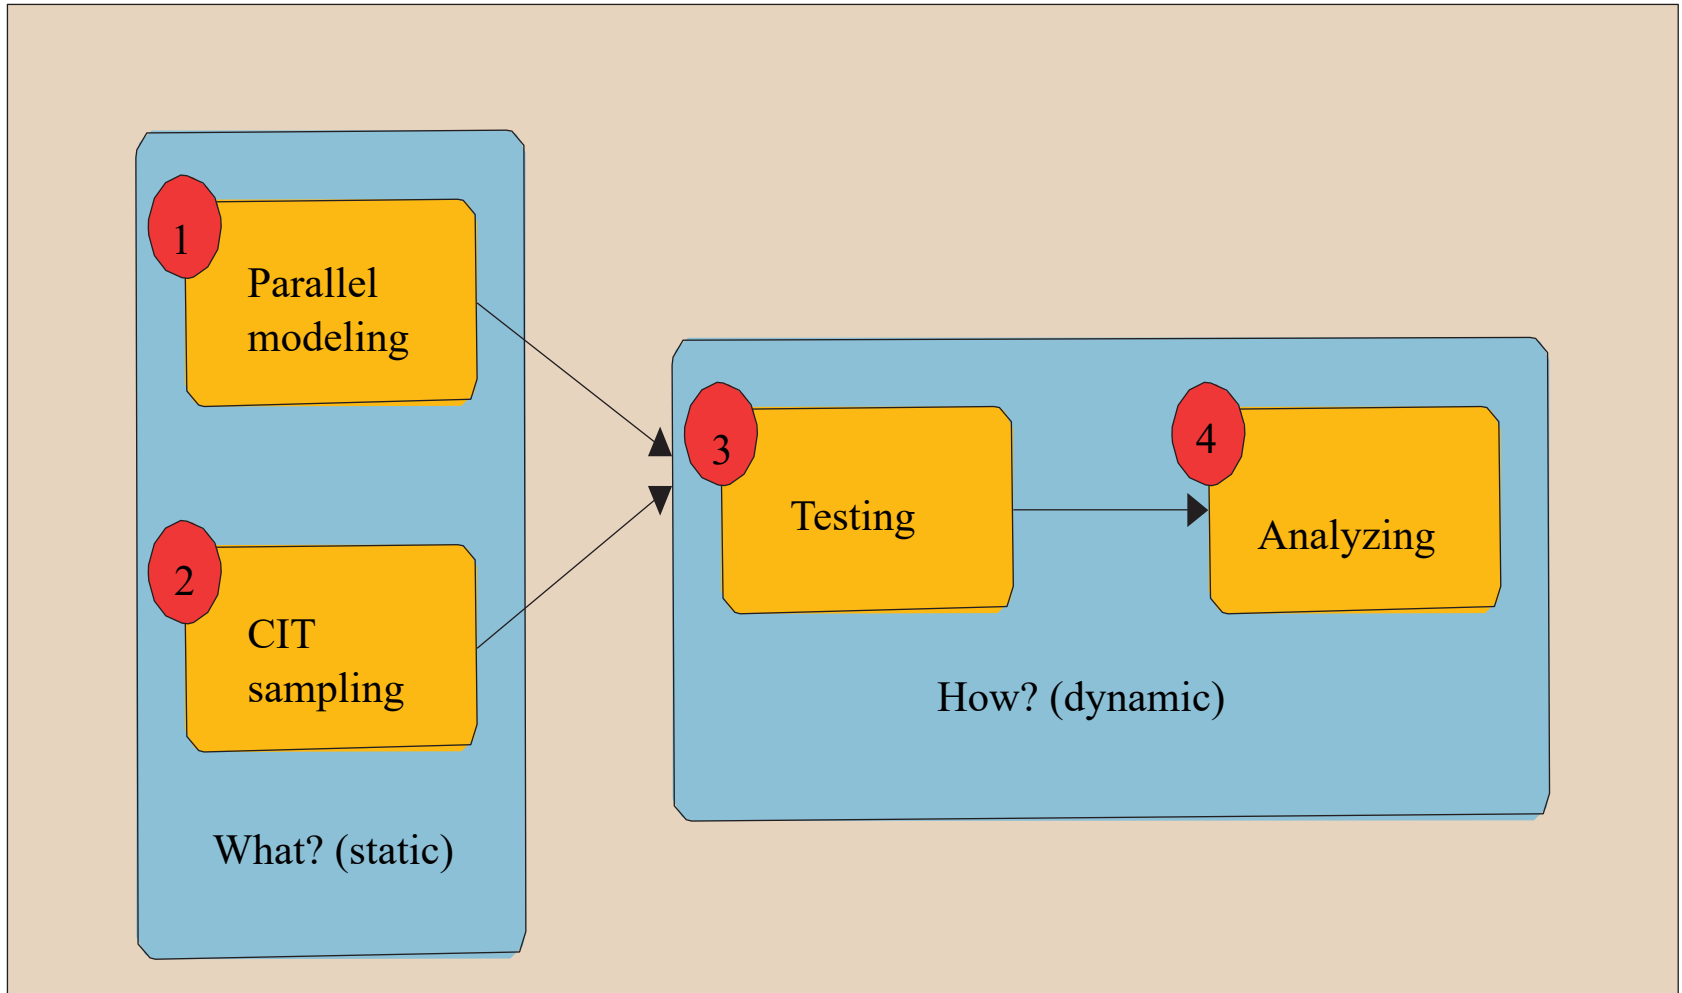 1
Parallel
modeling
2
CIT
sampling
What? (static)
3
Testing
4
Analyzing
How? (dynamic)